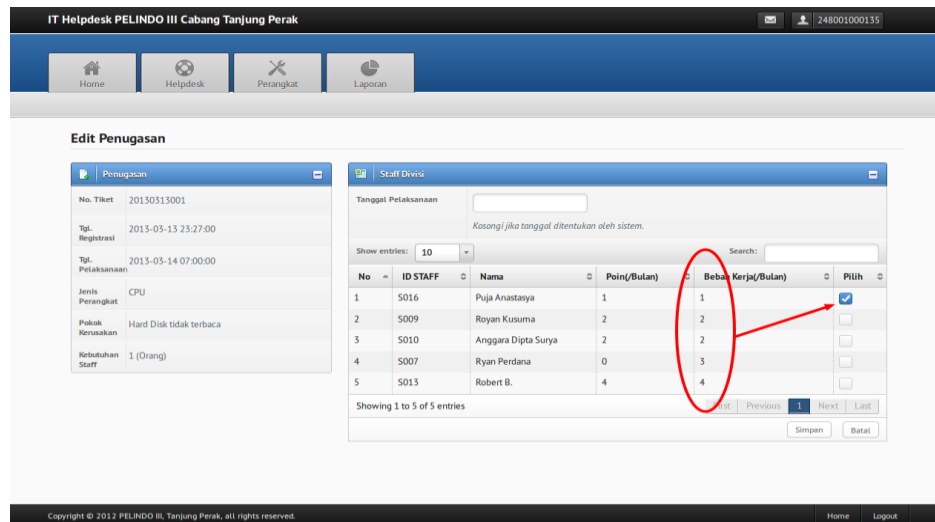 IT Helpdesk PELINDO III Cabang Tanjung Perak
248001000135
Home Helpdesk Perangkat Laporan
Edit Penugasan
Penugasan
No. Tiket 20130313001
Tgl. Registrasi 2013-03-13 23:27:00
Tgl. Pelaksanaan 2013-03-14 07:00:00
Jenis Perangkat CPU
Pokok Kerusakan Hard Disk tidak terbaca
Kebutuhan Staff 1 (Orang)
Staff Divisi
Tanggal Pelaksanaan
Kosongi jika tanggal ditentukan oleh sistem.
Show entries: 10 Search:
No ID STAFF Nama Poin(/Bulan) Beban Kerja(/Bulan) Pilih
1 S016 Puja Anastasya 1 1
2 S009 Royan Kusuma 2 2
3 S010 Anggara Dipta Surya 2 2
4 S007 Ryan Perdana 0 3
5 S013 Robert B. 4 4
Showing 1 to 5 of 5 entries First Previous 1 Next Last
Simpan Batal
Copyright © 2012 PELINDO III, Tanjung Perak, all rights reserved. Home Logout